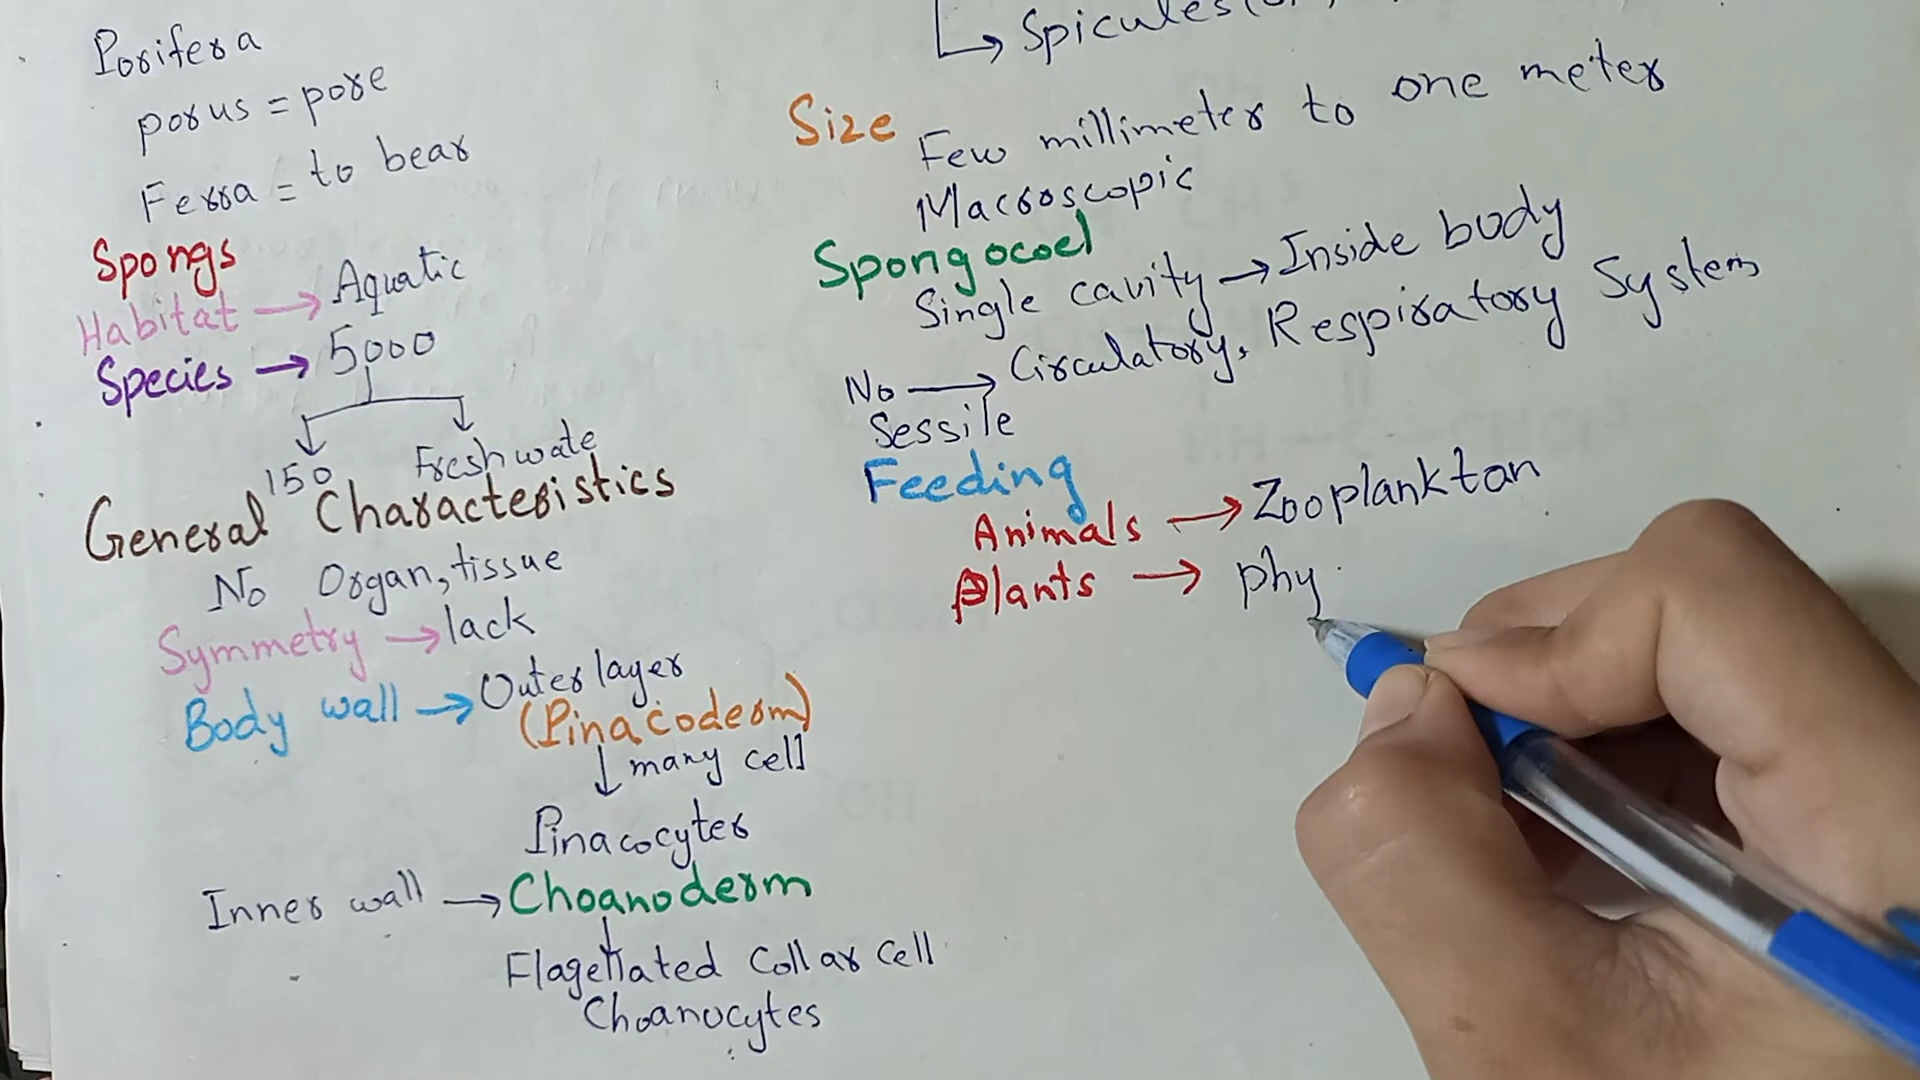 Porifera
porus = pore
Ferra = to bear
Spongs
Habitat → Aquatic
Species → 5000
150 Freshwate
General Characteristics
No Organ, tissue
Symmetry → lack
Body wall → Outer layer
(Pinacoderm)
↓ many cell
Pinacocyter
Inner wall → Choanoderm
Flagellated Collar Cell
Choanocytes
→ Spicules
Size
Few millimeter to one meter
Macroscopic
Spongocoel
Single cavity → Inside body
No → Circulatory, Respiratory System
Sessile
Feeding
Animals → Zooplanktan
Plants → phy